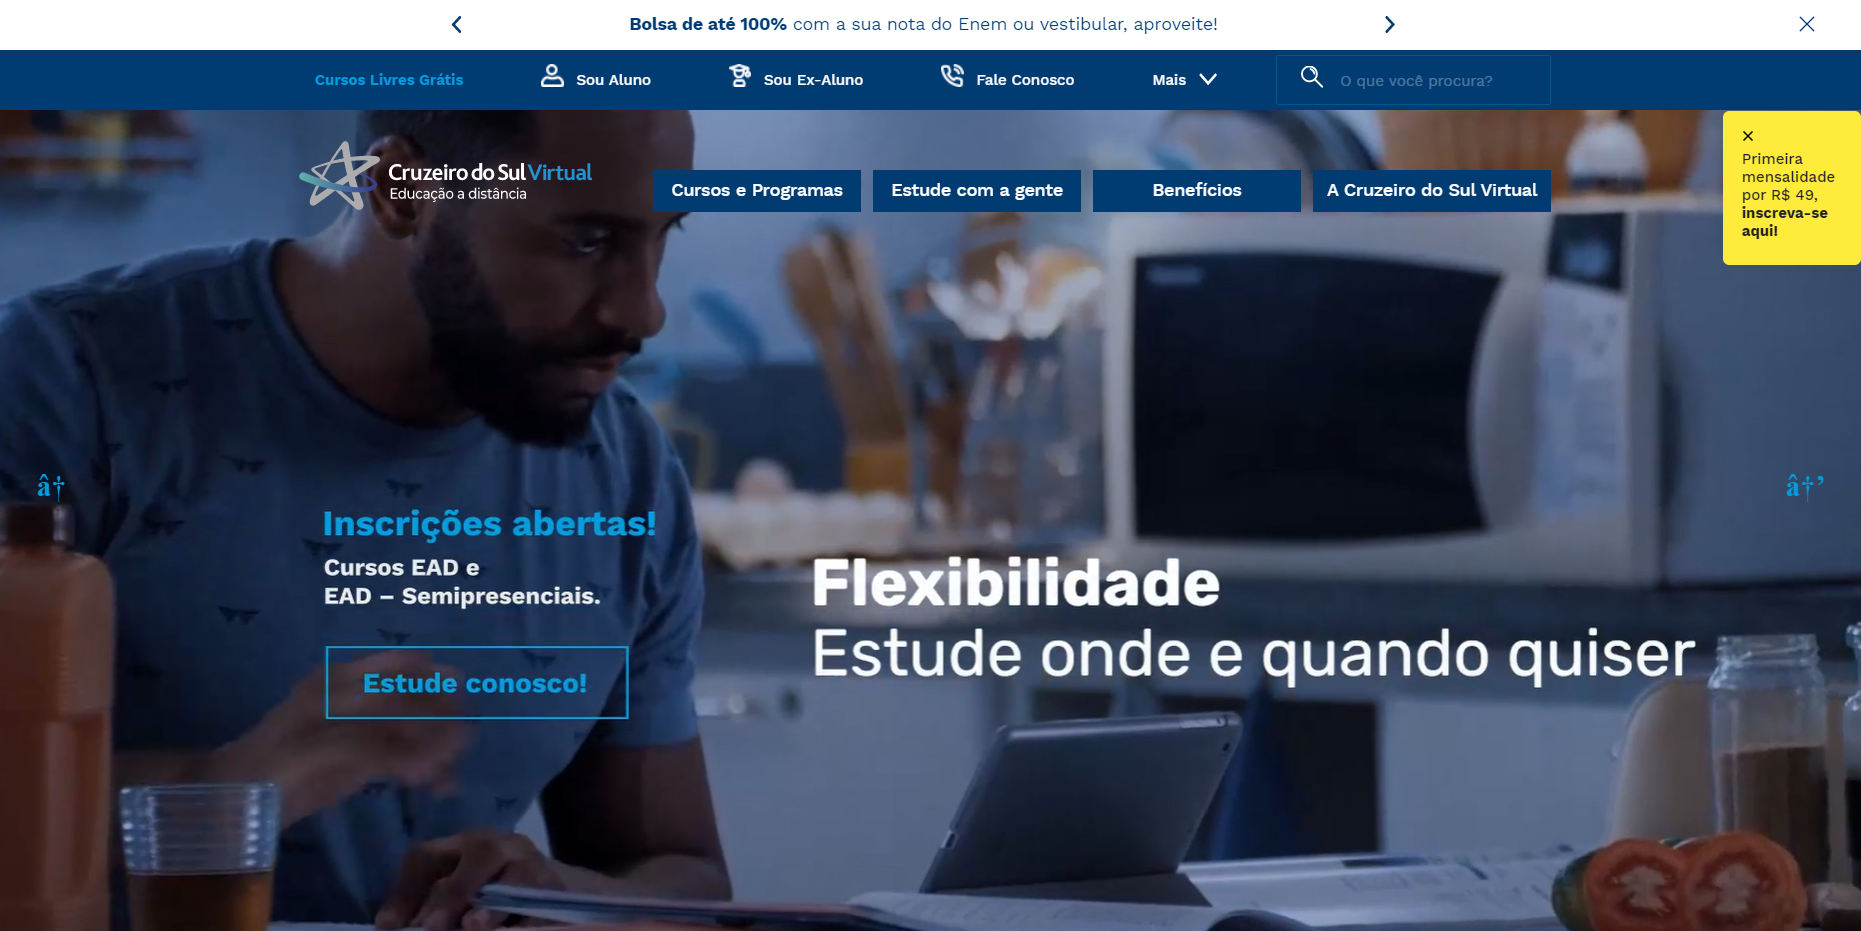 Bolsa de até 100% com a sua nota do Enem ou vestibular, aproveite!
Cursos Livres Grátis
Sou Aluno
Sou Ex-Aluno
Fale Conosco
Mais
O que você procura?
Cruzeiro do Sul Virtual
Educação a distância
Cursos e Programas
Estude com a gente
Benefícios
A Cruzeiro do Sul Virtual
Primeira
mensalidade
por R$ 49,
inscreva-se
aqui!
â†
â†’
Inscrições abertas!
Cursos EAD e
EAD – Semipresenciais.
Estude conosco!
Flexibilidade
Estude onde e quando quiser